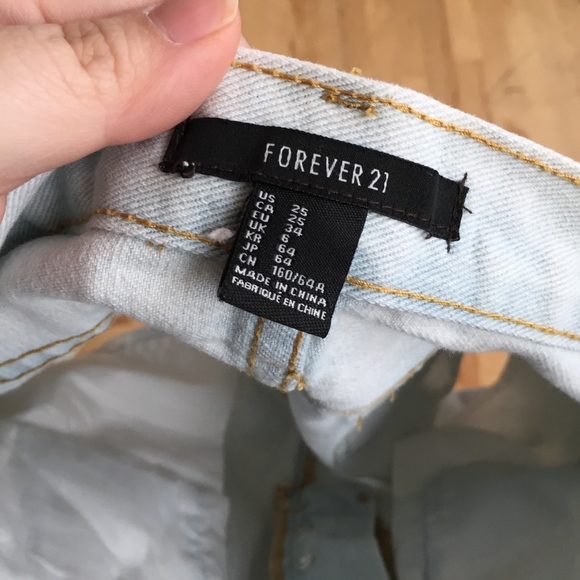 FOREVER 21
US 25
CA 25
EU 34
UK 6
KR 64
JP 64
CN 160/64A
MADE IN CHINA
FABRIQUÉ EN CHINE